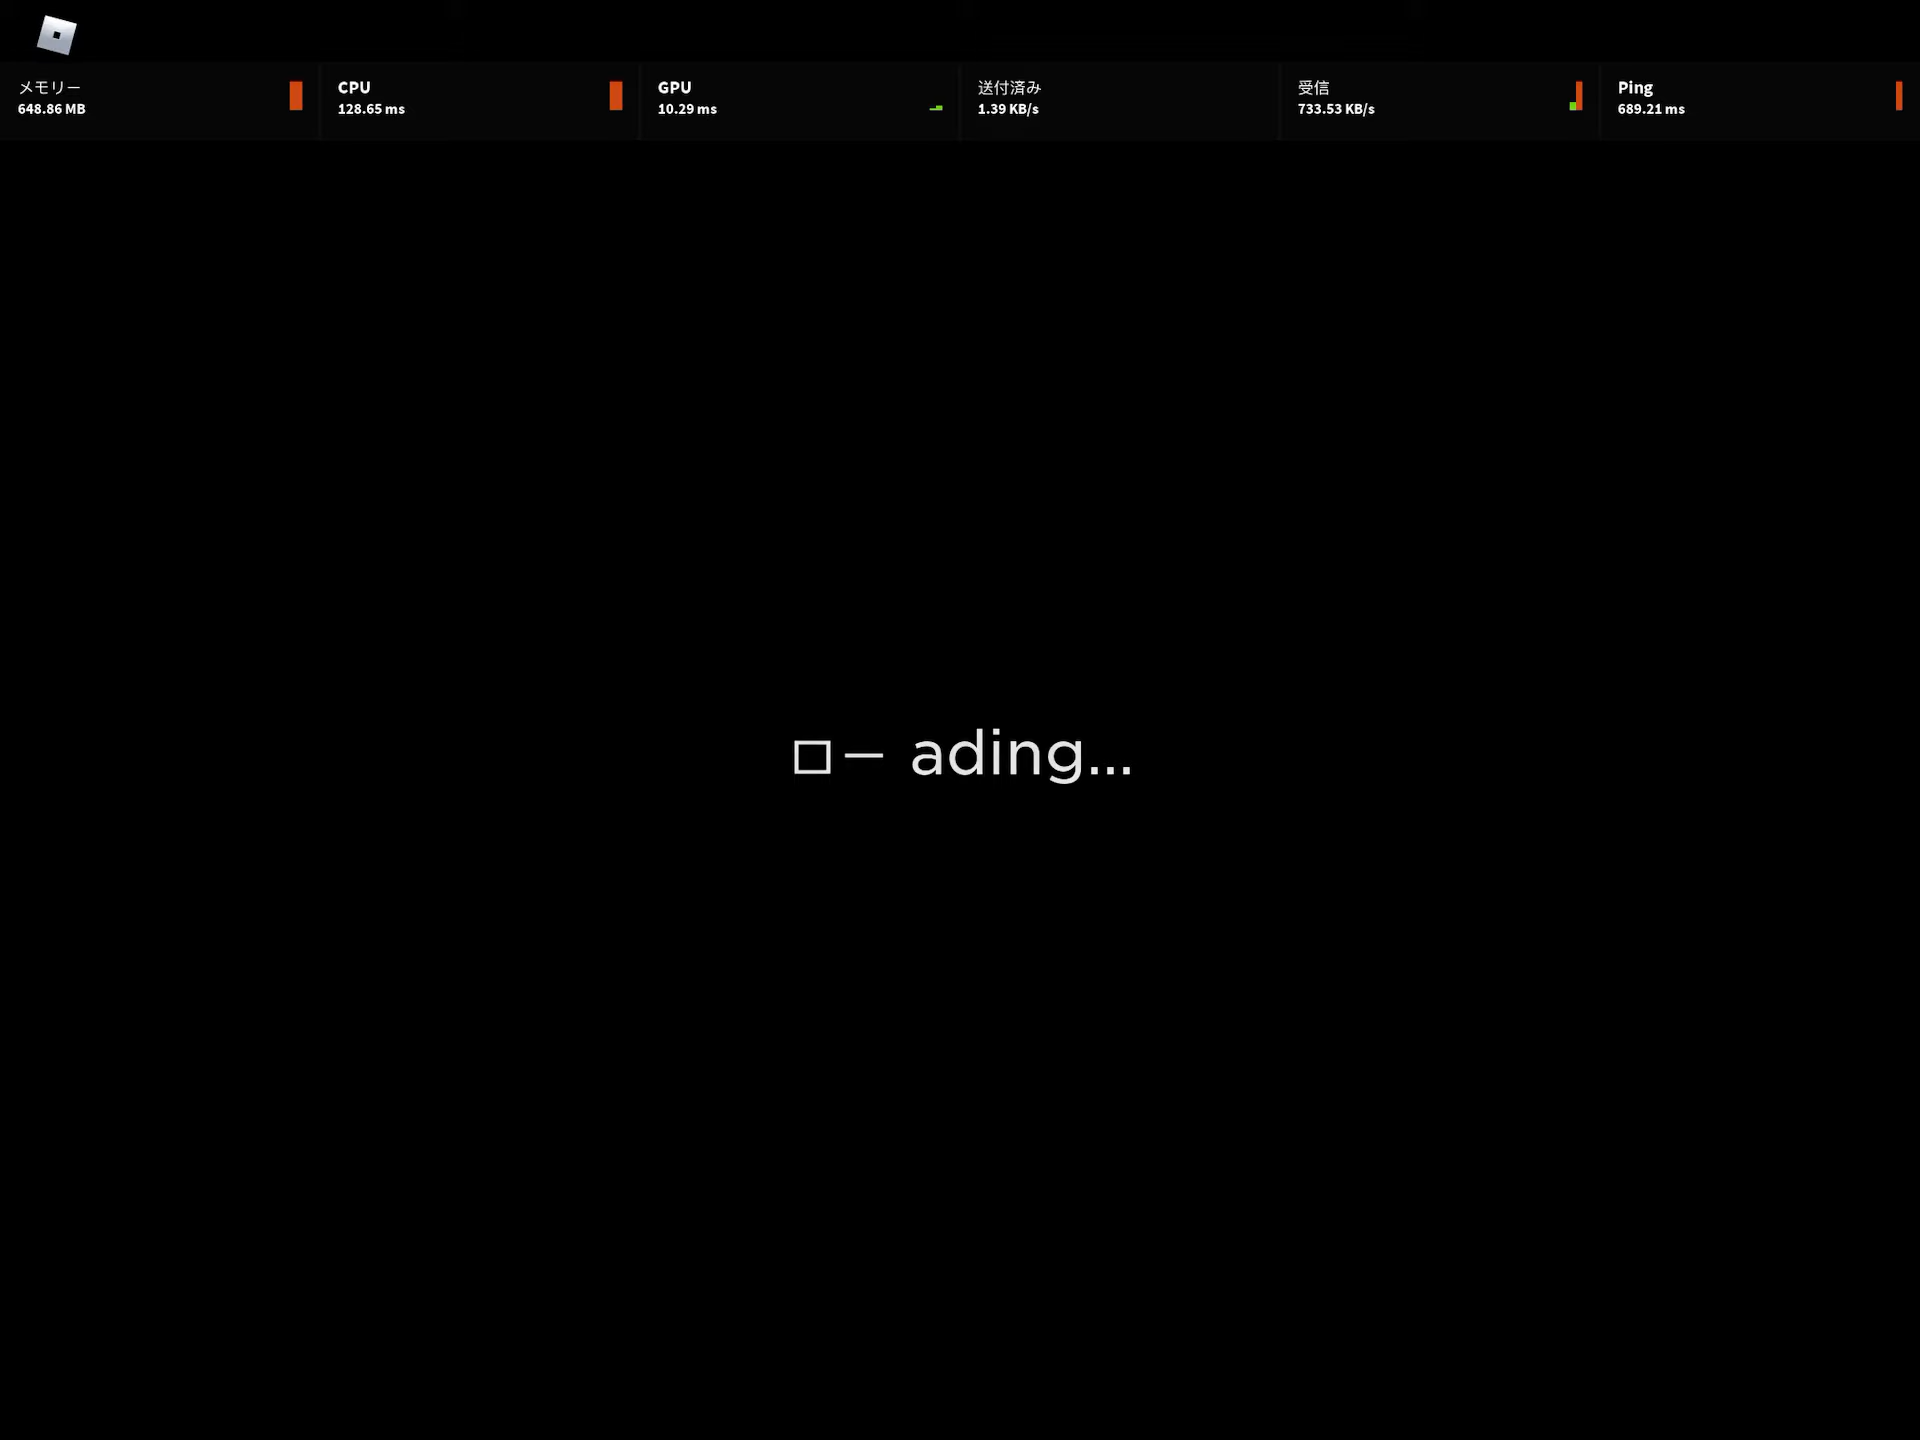 メモリー
648.86 MB
CPU
128.65 ms
GPU
10.29 ms
送付済み
1.39 KB/s
受信
733.53 KB/s
Ping
689.21 ms
□— ading...